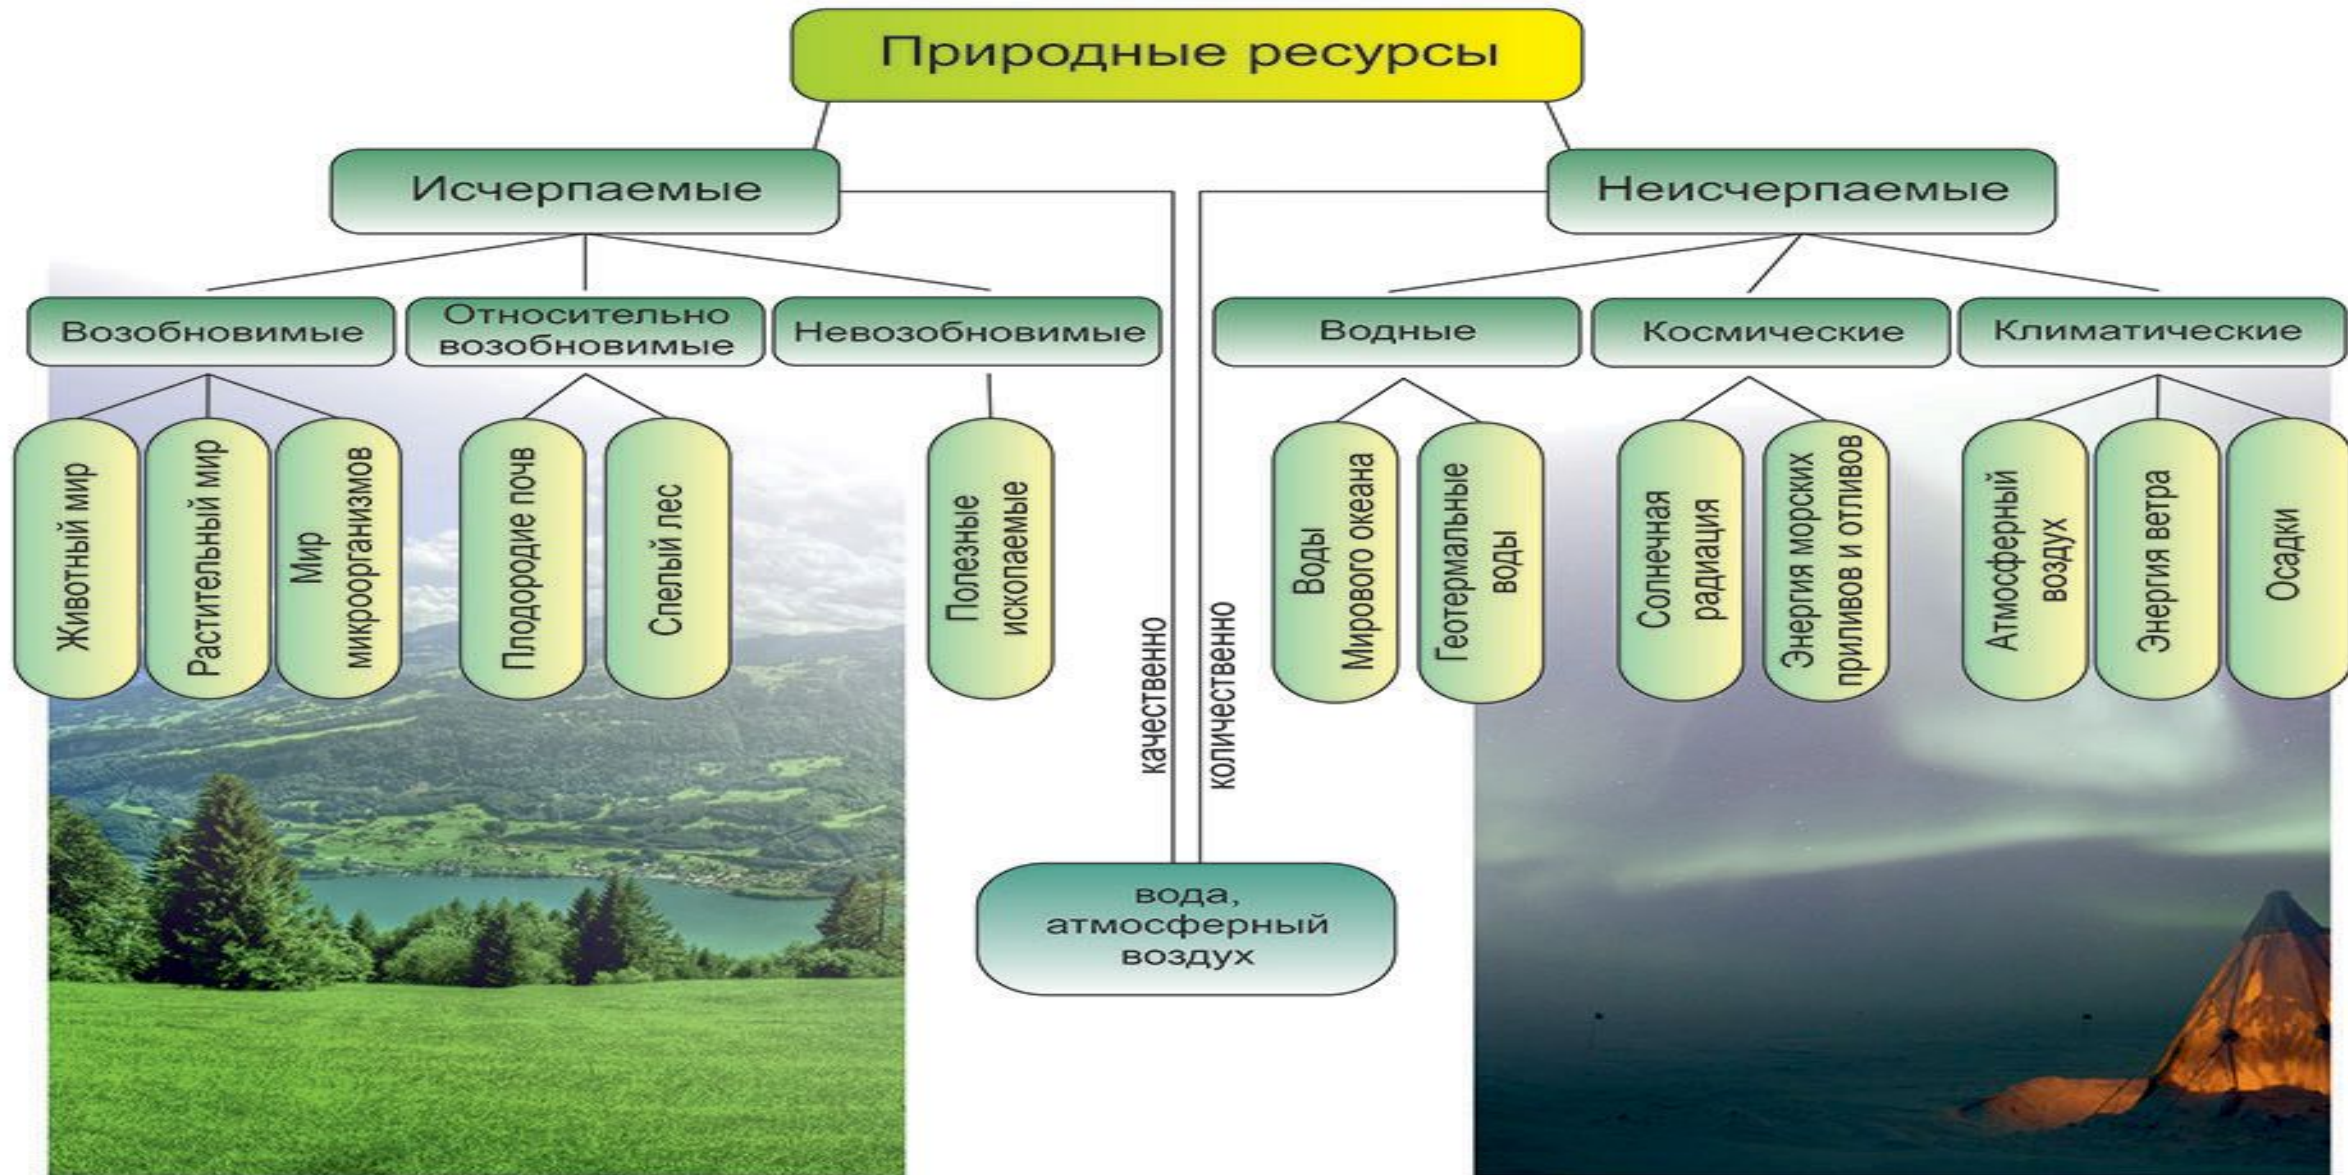 Природные ресурсы
Исчерпаемые
Неисчерпаемые
Возобновимые
Относительно
возобновимые
Невозобновимые
Водные
Космические
Климатические
Животный мир
Растительный мир
Мир
микроорганизмов
Плодородие почв
Спелый лес
Полезные
ископаемые
Воды
Мирового океана
Геотермальные
воды
Солнечная
радиация
Энергия морских
приливов и отливов
Атмосферный
воздух
Энергия ветра
Осадки
качественно
количественно
вода,
атмосферный
воздух